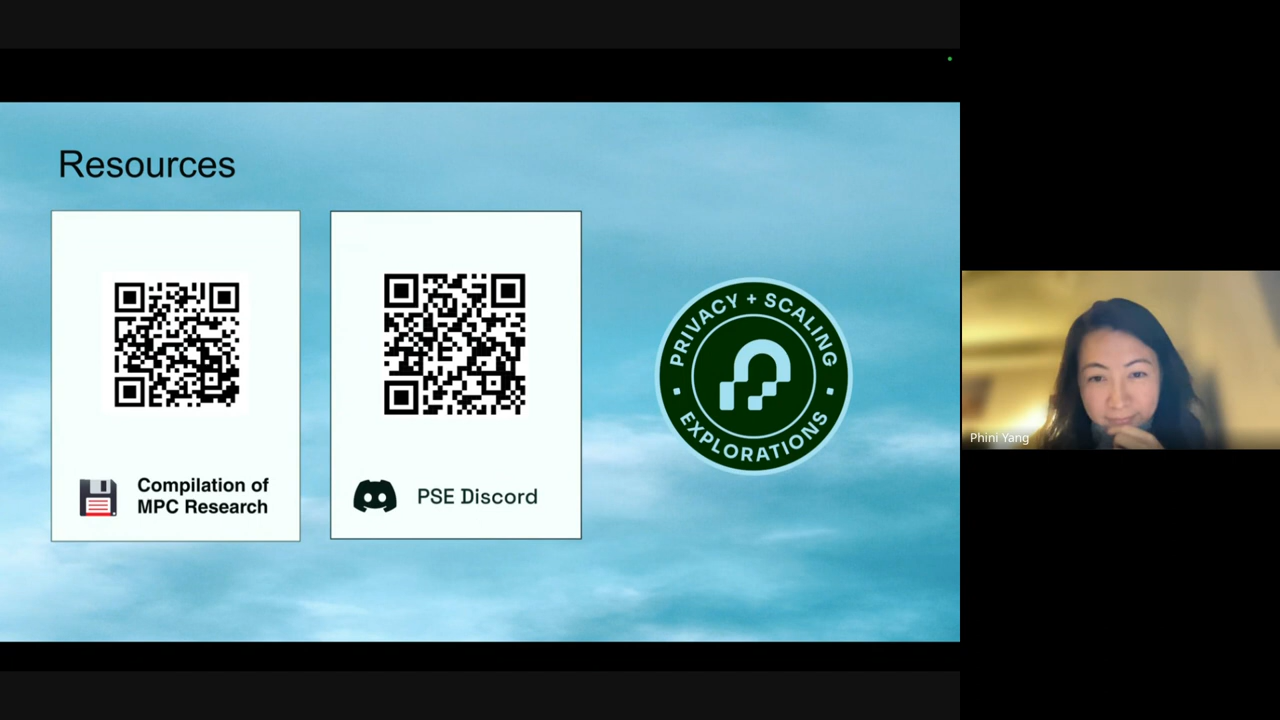 Resources
Compilation of
MPC Research
PSE Discord
PRIVACY + SCALING
EXPLORATIONS
Phini Yang